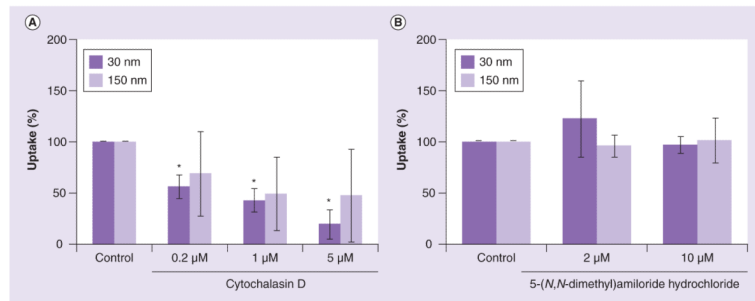 A
200
150
100
50
0
Uptake (%)
30 nm
150 nm
*
*
*
Control
0.2 µM
1 µM
5 µM
Cytochalasin D
B
200
150
100
50
0
Uptake (%)
30 nm
150 nm
Control
2 µM
10 µM
5-(N,N-dimethyl)amiloride hydrochloride